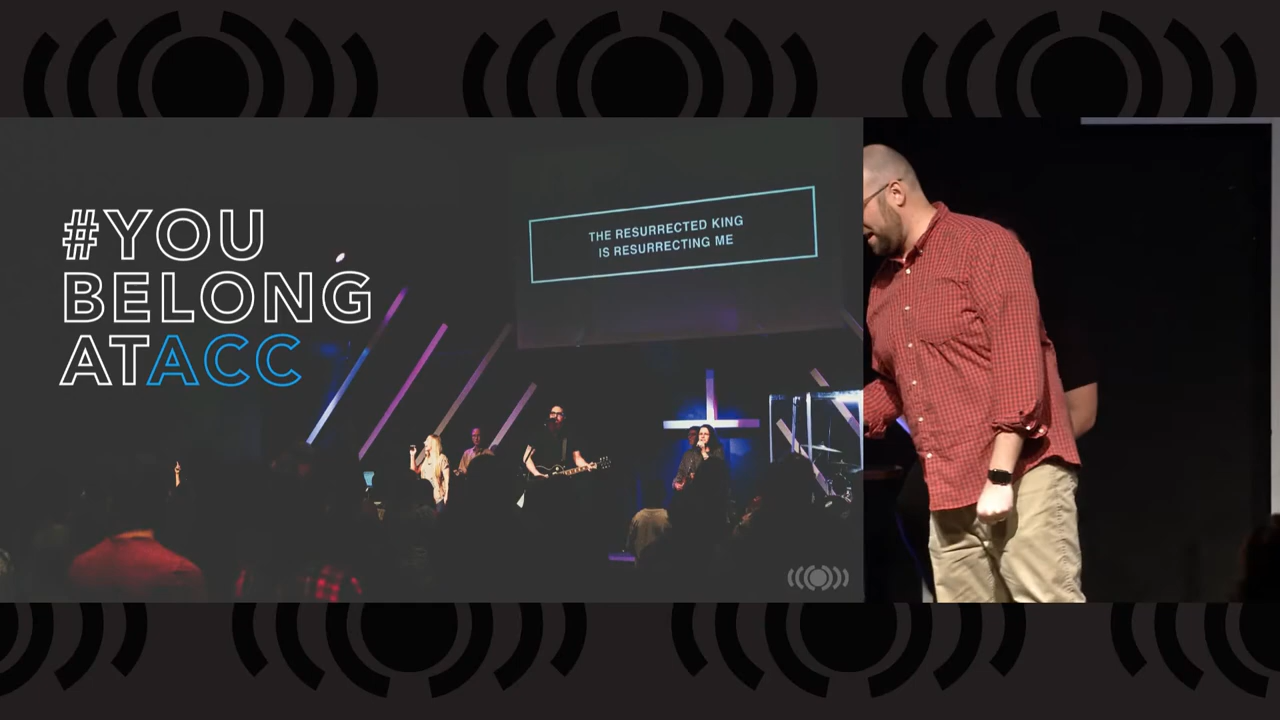 #YOU
BELONG
ATACC
THE RESURRECTED KING
IS RESURRECTING ME